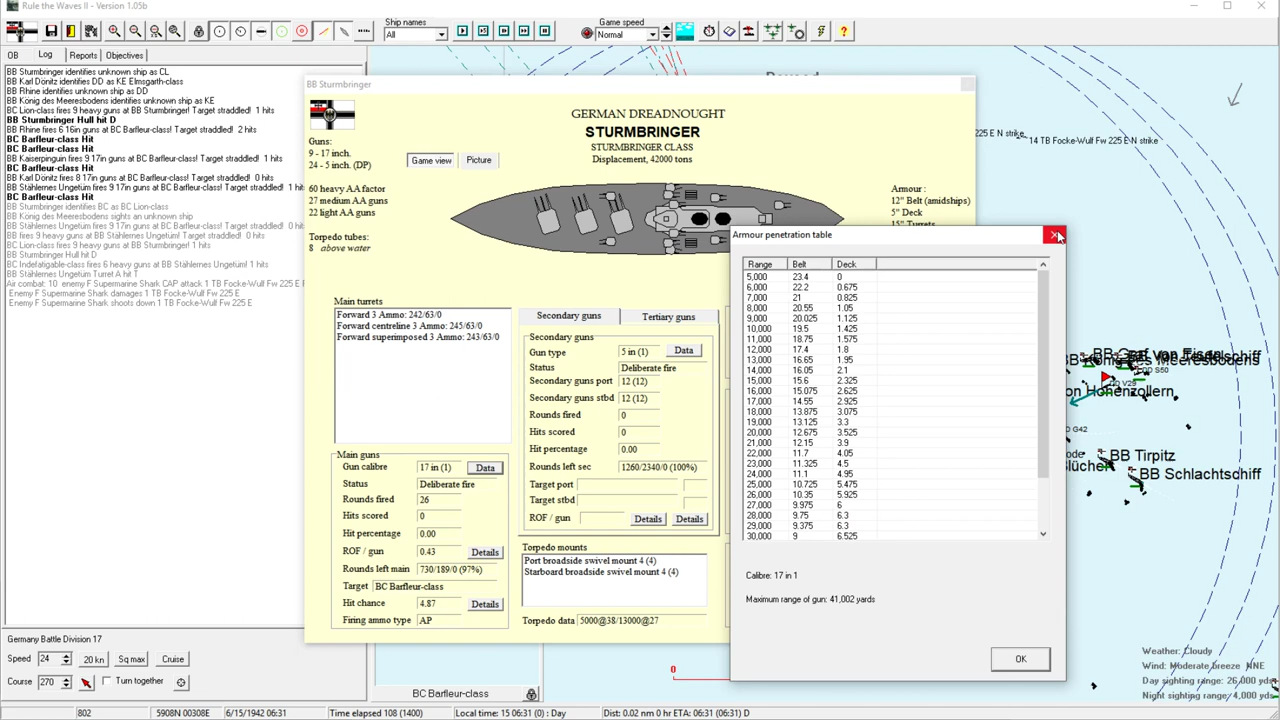 Rule the Waves II - Version 1.05b
Ship names
All
Game speed
Normal
OB
Log
Reports
Objectives
BB Sturmbringer identifies unknown ship as CL
BB Karl Dönitz identifies DD as KE Elmsgarth-class
BB Rhine identifies unknown ship as DD
BB König des Meeresbodens identifies unknown ship as KE
BC Lion-class fires 9 heavy guns at BB Sturmbringer! Target straddled! 1 hits
BB Sturmbringer Hull hit D
BB Rhine fires 6 16in guns at BC Barfleur-class! Target straddled! 2 hits
BC Barfleur-class Hit
BC Barfleur-class Hit
BB Kaiserpinguin fires 9 17in guns at BC Barfleur-class! Target straddled! 1 hits
BC Barfleur-class Hit
BB Karl Dönitz fires 8 17in guns at BC Barfleur-class! Target straddled! 0 hits
BB Stählernes Ungetüm fires 9 17in guns at BC Barfleur-class! Target straddled! 1 hits
BC Barfleur-class Hit
BB Sturmbringer identifies BC as BC Lion-class
BB König des Meeresbodens sights an unknown ship
BB Stählernes Ungetüm fires 9 17in guns at BC Barfleur-class! Target straddled!
BC Lion-class fires 9 heavy guns at BB Sturmbringer! Target straddled! 1 hits
BB Sturmbringer Hull hit D
BC Indefatigable-class fires 6 heavy guns at BB Stählernes Ungetüm! Target straddled! 1 hits
BB Stählernes Ungetüm Turret A hit T
Air combat: 10 enemy F Supermarine Shark CAP attack 1 TB Focke-Wulf Fw 225 E
Enemy F Supermarine Shark damages 1 TB Focke-Wulf Fw 225 E
Enemy F Supermarine Shark shoots down 1 TB Focke-Wulf Fw 225 E
Germany Battle Division 17
Speed
24
20 kn
Sq max
Cruise
Course
270
Turn together
BB Sturmbringer
GERMAN DREADNOUGHT
STURMBRINGER
STURMBRINGER CLASS
Displacement, 42000 tons
Guns:
9 - 17 inch.
24 - 5 inch. (DP)
60 heavy AA factor
27 medium AA guns
22 light AA guns
Torpedo tubes:
8 above water
Game view
Picture
Armour :
12" Belt (amidships)
5" Deck
15" Turrets
Main turrets
Forward 3 Ammo: 242/63/0
Forward centreline 3 Ammo: 245/63/0
Forward superimposed 3 Ammo: 243/63/0
Main guns
Gun calibre
17 in (1)
Data
Status
Deliberate fire
Rounds fired
26
Hits scored
0
Hit percentage
0.00
ROF / gun
0.43
Details
Rounds left main
730/189/0 (97%)
Target
BC Barfleur-class
Hit chance
4.87
Details
Firing ammo type
AP
Secondary guns
Tertiary guns
Secondary guns
Gun type
5 in (1)
Data
Status
Deliberate fire
Secondary guns port
12 (12)
Secondary guns stbd
12 (12)
Rounds fired
0
Hits scored
0
Hit percentage
0.00
Rounds left sec
1260/2340/0 (100%)
Target port
Target stbd
ROF / gun
Details
Details
Torpedo mounts
Port broadside swivel mount 4 (4)
Starboard broadside swivel mount 4 (4)
Torpedo data
5000@38/13000@27
Armour penetration table
Range Belt Deck
5,000 23.4 0
6,000 22.2 0.675
7,000 21 0.825
8,000 20.55 1.05
9,000 20.025 1.125
10,000 19.5 1.425
11,000 18.75 1.575
12,000 17.4 1.8
13,000 16.65 1.95
14,000 16.05 2.1
15,000 15.6 2.325
16,000 15.075 2.625
17,000 14.55 2.925
18,000 13.875 3.075
19,000 13.125 3.3
20,000 12.675 3.525
21,000 12.15 3.9
22,000 11.7 4.05
23,000 11.325 4.5
24,000 11.1 4.95
25,000 10.725 5.475
26,000 10.35 5.925
27,000 9.975 6
28,000 9.75 6.3
29,000 9.375 6.3
30,000 9 6.525
Calibre: 17 in 1
Maximum range of gun: 41,002 yards
OK
225 E N strike
14 TB Focke-Wulf Fw 225 E N strike
DD S50
DD V29
on Hohenzollern
D G42
BB Tirpitz
Blücher
BB Schlachtschiff
0
BC Barfleur-class
Weather: Cloudy
Wind: Moderate breeze NNE
Day sighting range: 26,000 yds
Night sighting range: 4,000 yds
802
5908N 00308E
6/15/1942 06:31
Time elapsed 108 (1400)
Local time: 15 06:31 (0) : Day
Dist: 0.02 nm 0 hr ETA: 06:31 (06:31) D